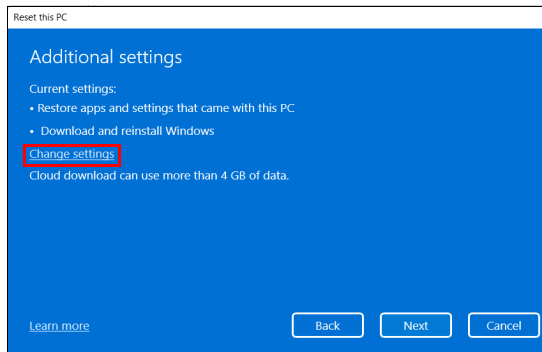 Reset this PC
Additional settings
Current settings:
• Restore apps and settings that came with this PC
• Download and reinstall Windows
Change settings
Cloud download can use more than 4 GB of data.
Learn more
Back
Next
Cancel